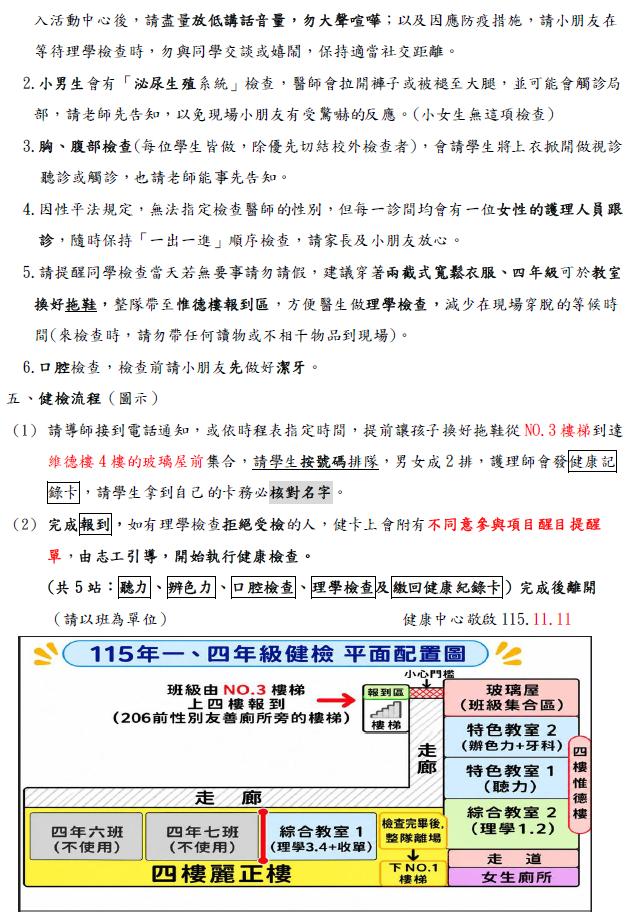 入活動中心後，請盡量放低講話音量，勿大聲喧嘩；以及因應防疫措施，請小朋友在
等待理學檢查時，勿與同學交談或嬉鬧，保持適當社交距離。
2.小男生會有「泌尿生殖系統」檢查，醫師會拉開褲子或被褪至大腿，並可能會觸診局
部，請老師先告知，以免現場小朋友有受驚嚇的反應。(小女生無這項檢查)
3.胸、腹部檢查(每位學生皆做，除優先切結校外檢查者)，會請學生將上衣掀開做視診
聽診或觸診，也請老師能事先告知。
4.因性平法規定，無法指定檢查醫師的性別，但每一診間均會有一位女性的護理人員跟
診，隨時保持「一出一進」順序檢查，請家長及小朋友放心。
5.請提醒同學檢查當天若無要事請勿請假，建議穿著兩截式寬鬆衣服、四年級可於教室
換好拖鞋，整隊帶至惟德樓報到區，方便醫生做理學檢查，減少在現場穿脫的等候時
間(來檢查時，請勿帶任何讀物或不相干物品到現場)。
6.口腔檢查，檢查前請小朋友先做好潔牙。
五、健檢流程（圖示）
（1） 請導師接到電話通知，或依時程表指定時間，提前讓孩子換好拖鞋從 NO.3 樓梯到達
維德樓 4 樓的玻璃屋前集合，請學生按號碼排隊，男女成 2 排，護理師會發健康記
錄卡，請學生拿到自己的卡務必核對名字。
（2） 完成報到，如有理學檢查拒絕受檢的人，健卡上會附有不同意參與項目醒目提醒
單，由志工引導，開始執行健康檢查。
(共 5 站：聽力、辨色力、口腔檢查、理學檢查及繳回健康紀錄卡) 完成後離開
（請以班為單位） 健康中心敬啟 115.11.11
115年一、四年級健檢 平面配置圖
小心門檻
班級由 NO.3 樓梯
上四樓報到
(206前性別友善廁所旁的樓梯)
報到區
樓梯
玻璃屋
(班級集合區)
特色教室 2
(辨色力+牙科)
走廊
特色教室 1
(聽力)
四樓惟德樓
走 廊
綜合教室 2
(理學1.2)
四年六班
(不使用)
四年七班
(不使用)
綜合教室 1
(理學3.4+收單)
檢查完畢後,
整隊離場
四樓麗正樓
下 NO.1
樓梯
走 道
女生廁所